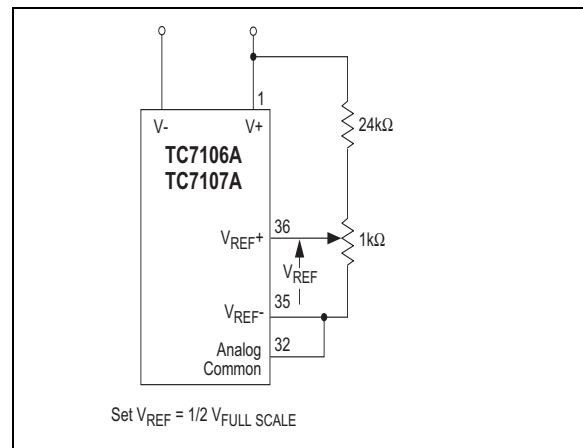 1
V-
V+
24kΩ
TC7106A
TC7107A
36
VREF+
1kΩ
VREF
35
VREF-
32
Analog
Common
Set VREF = 1/2 VFULL SCALE